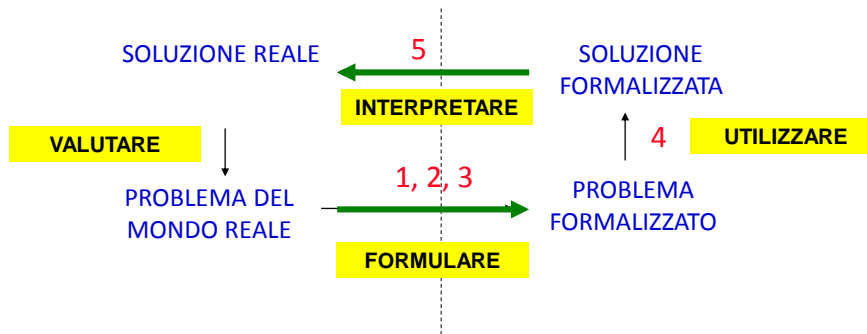 SOLUZIONE REALE
5
SOLUZIONE
FORMALIZZATA
INTERPRETARE
VALUTARE
4
UTILIZZARE
PROBLEMA DEL
MONDO REALE
1, 2, 3
PROBLEMA
FORMALIZZATO
FORMULARE